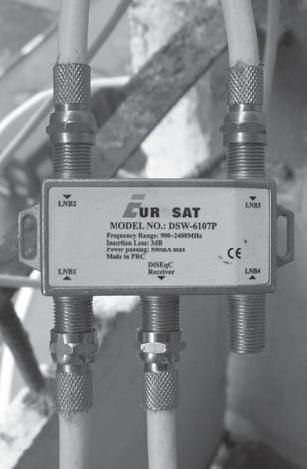 LNB2
LNB3
EUROSAT
MODEL NO.: DSW-6107P
Frequency Range: 900~2400MHz
Insertion Loss: 3dB
Power passing: 500mA max
Made in PRC
CE
LNB1
DiSEqC
Receiver
LNB4